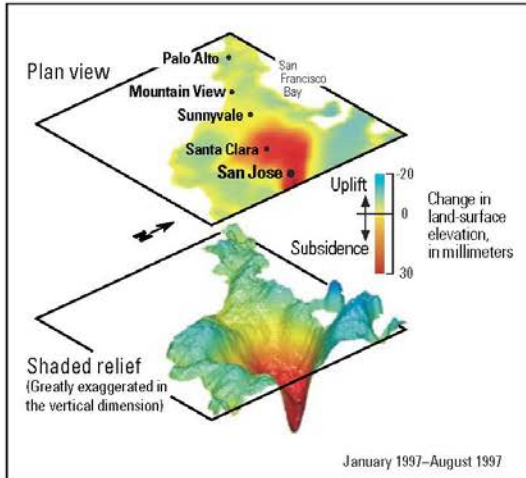 Plan view
Palo Alto
San
Francisco
Bay
Mountain View
Sunnyvale
Santa Clara
San Jose
Uplift
Subsidence
-20
0
30
Change in
land-surface
elevation,
in millimeters
N
Shaded relief
(Greatly exaggerated in
the vertical dimension)
January 1997–August 1997